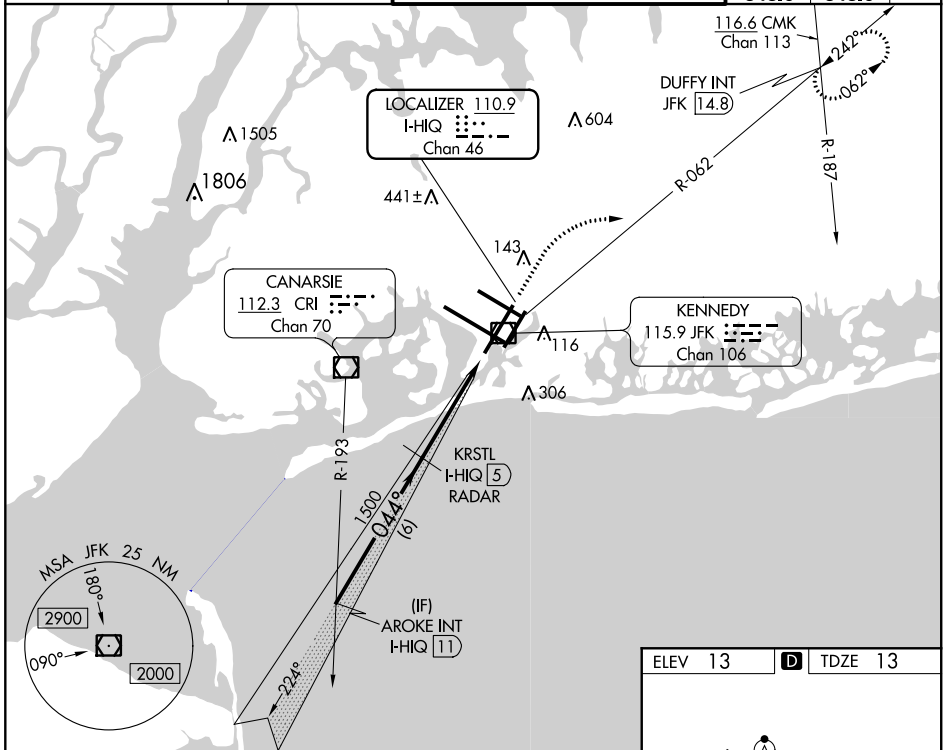 116.6 CMK
Chan 113
242°
062°
DUFFY INT
JFK 14.8
LOCALIZER 110.9
I-HIQ
Chan 46
604
1505
R-187
R-062
1806
441±
143
CANARSIE
112.3 CRI
Chan 70
KENNEDY
115.9 JFK
Chan 106
116
306
R-193
KRSTL
I-HIQ 5
RADAR
1500
044°
(6)
MSA JFK 25 NM
180°
2900
090°
2000
(IF)
AROKE INT
I-HIQ 11
224°
ELEV 13 D TDZE 13
A